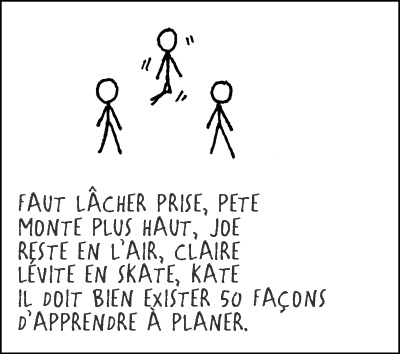 FAUT LÂCHER PRISE, PETE
MONTE PLUS HAUT, JOE
RESTE EN L'AIR, CLAIRE
LÉVITE EN SKATE, KATE
IL DOIT BIEN EXISTER 50 FAÇONS
D'APPRENDRE À PLANER.